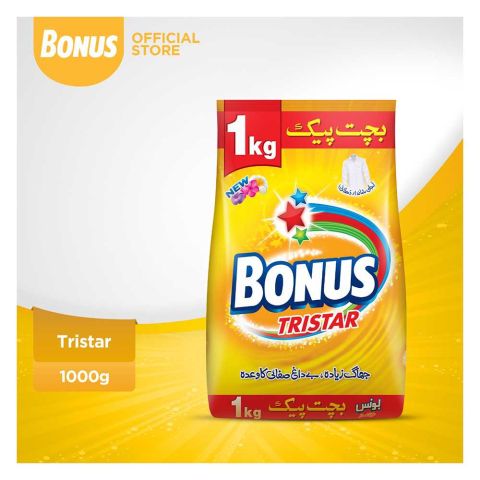 BONUS
OFFICIAL
STORE
1kg بچت پیک
NEW
BONUS
TRISTAR
جھاگ زیادہ، بے داغ صفائی کا وعدہ
1kg بچت پیک بونس
Tristar
1000g